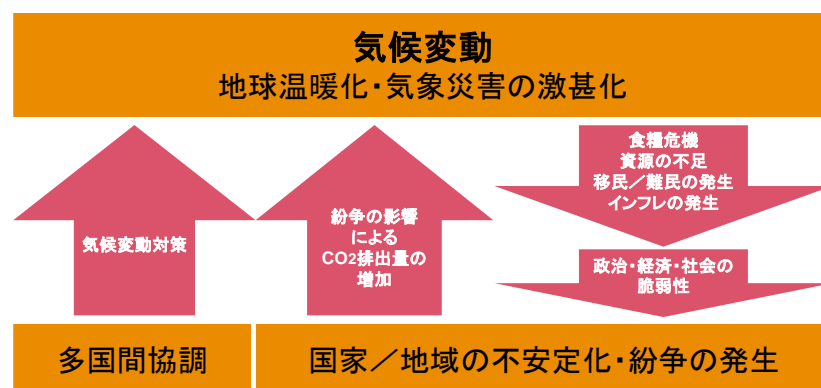 気候変動
地球温暖化・気象災害の激甚化
気候変動対策
紛争の影響
による
CO2排出量の
増加
食糧危機
資源の不足
移民／難民の発生
インフレの発生
政治・経済・社会の
脆弱性
多国間協調
国家／地域の不安定化・紛争の発生